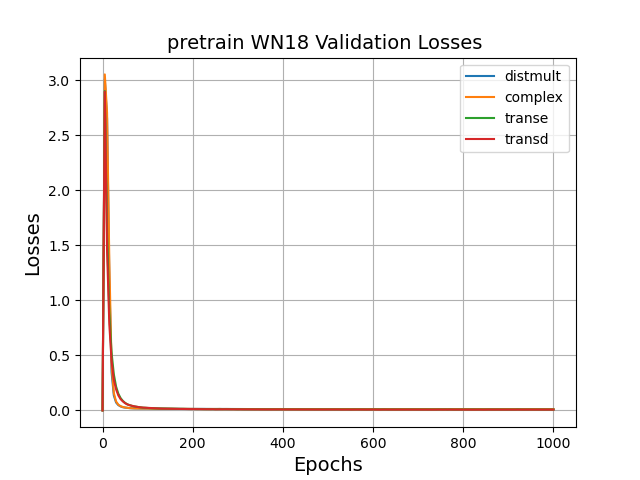 pretrain WN18 Validation Losses
distmult
complex
transe
transd
Losses
3.0
2.5
2.0
1.5
1.0
0.5
0.0
0 200 400 600 800 1000
Epochs